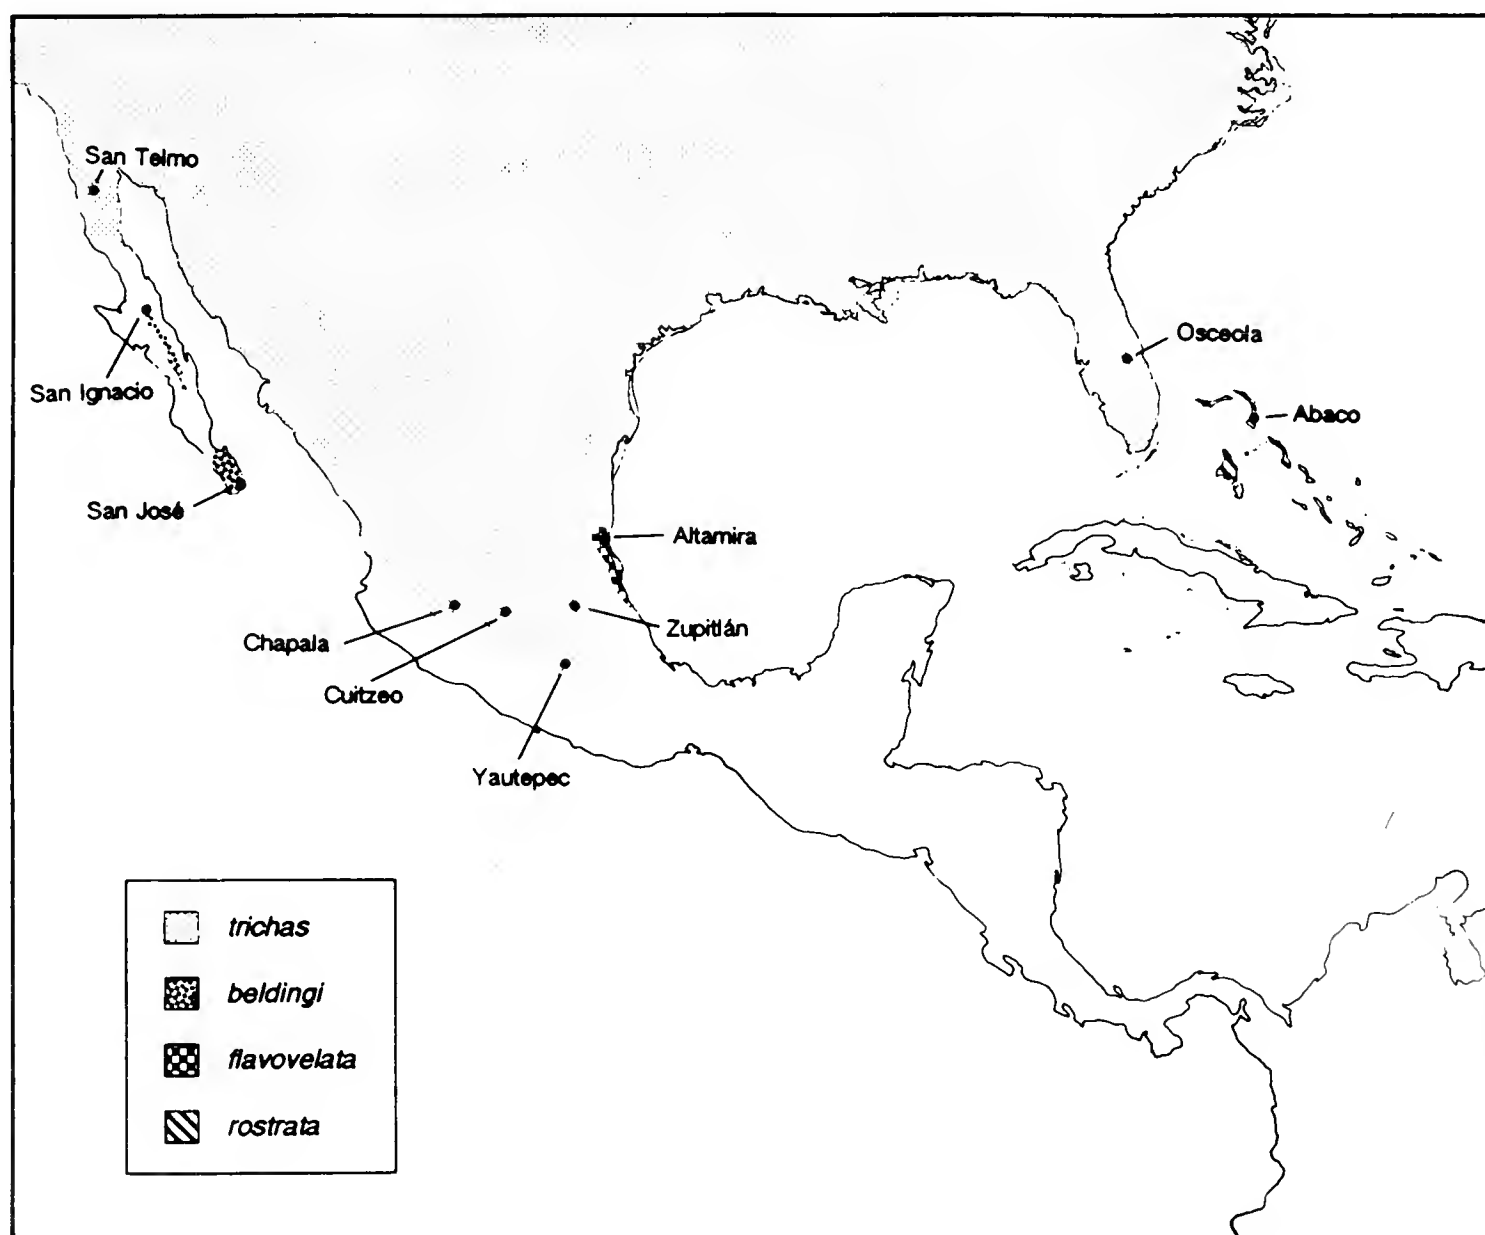 San Telmo
Osceola
San Ignacio
Abaco
San José
Altamira
Zupitlán
Chapala
Cuitzeo
Yautepec
trichas
beldingi
flavovelata
rostrata